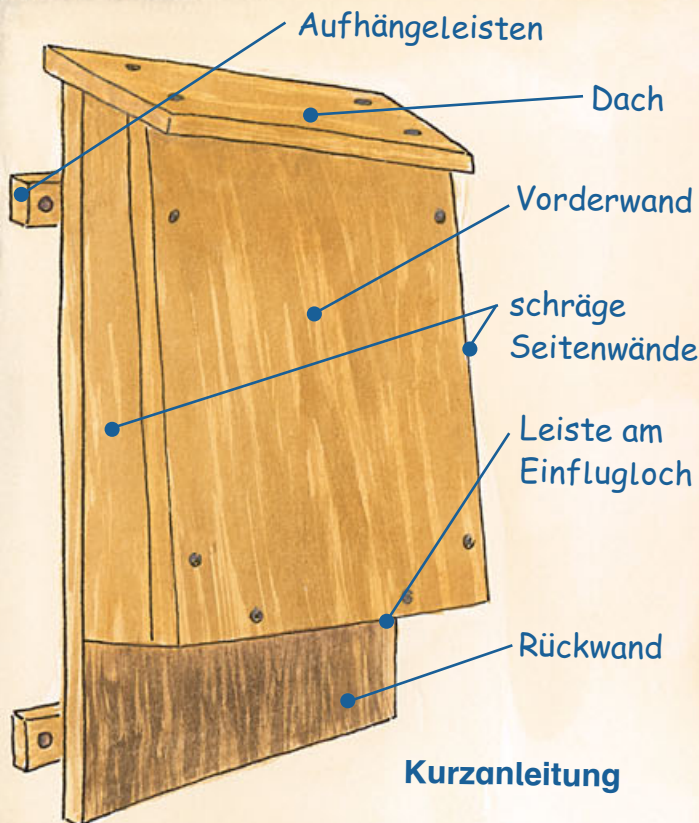 Aufhängeleisten
Dach
Vorderwand
schräge
Seitenwände
Leiste am
Einflugloch
Rückwand
Kurzanleitung